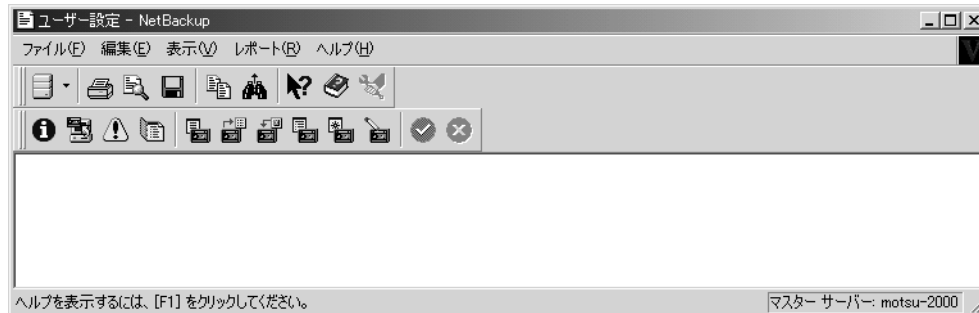 ユーザー設定 - NetBackup
ファイル(F) 編集(E) 表示(V) レポート(R) ヘルプ(H)
ヘルプを表示するには、[F1] をクリックしてください。
マスター サーバー: motsu-2000